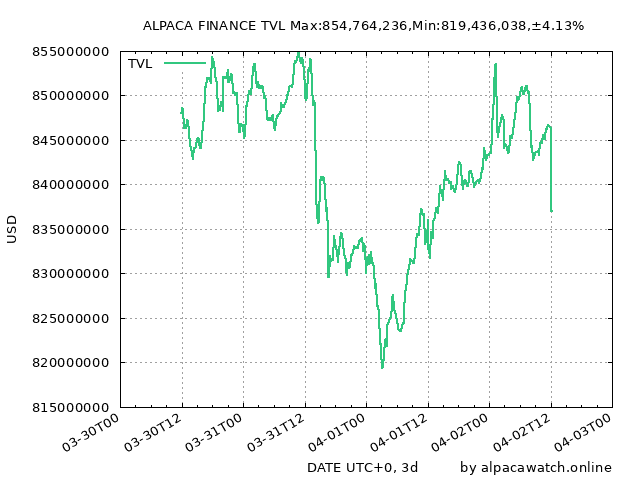 ALPACA FINANCE TVL Max:854,764,236,Min:819,436,038,±4.13%
855000000
TVL
850000000
845000000
840000000
835000000
830000000
825000000
820000000
815000000
USD
03-30T00
03-30T12
03-31T00
03-31T12
04-01T00
04-01T12
04-02T00
04-02T12
04-03T00
DATE UTC+0, 3d
by alpacawatch.online